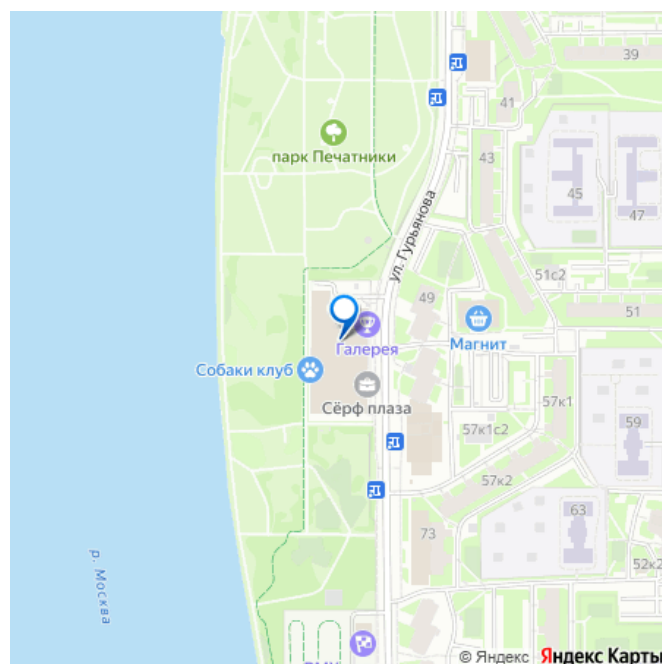 39
41
парк Печатники
43
45
47
ул. Гурьянова
51с2
49
51
Галерея
Магнит
Собаки клуб
Сёрф плаза
57к1
57к1с2
59
57к2
63
73
52к2
р. Москва
© Яндекс Яндекс Карты